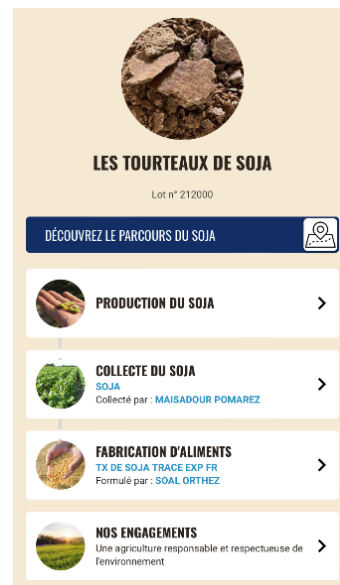 LES TOURTEAUX DE SOJA
Lot n° 212000
DÉCOUVREZ LE PARCOURS DU SOJA
PRODUCTION DU SOJA
COLLECTE DU SOJA
SOJA
Collecté par : MAISADOUR POMAREZ
FABRICATION D'ALIMENTS
TX DE SOJA TRACE EXP FR
Formulé par : SOAL ORTHEZ
NOS ENGAGEMENTS
Une agriculture responsable et respectueuse de
l'environnement